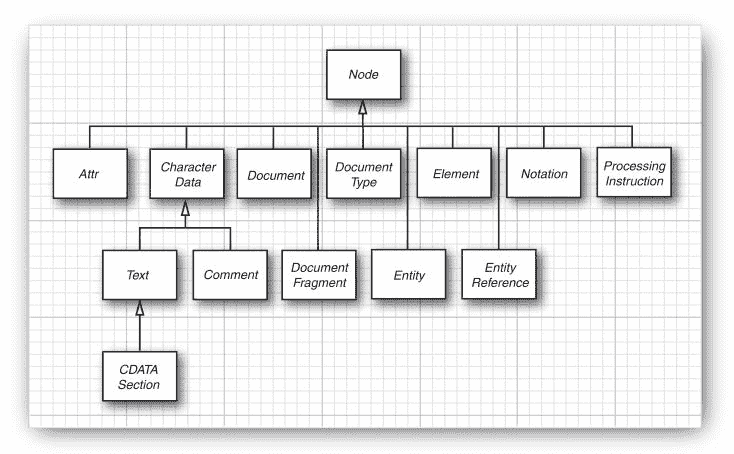 Node
Attr
Character
Data
Document
Document
Type
Element
Notation
Processing
Instruction
Text
Comment
Document
Fragment
Entity
Entity
Reference
CDATA
Section